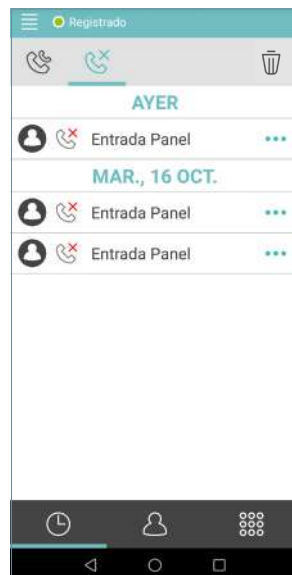 Registrado
AYER
Entrada Panel
MAR., 16 OCT.
Entrada Panel
Entrada Panel